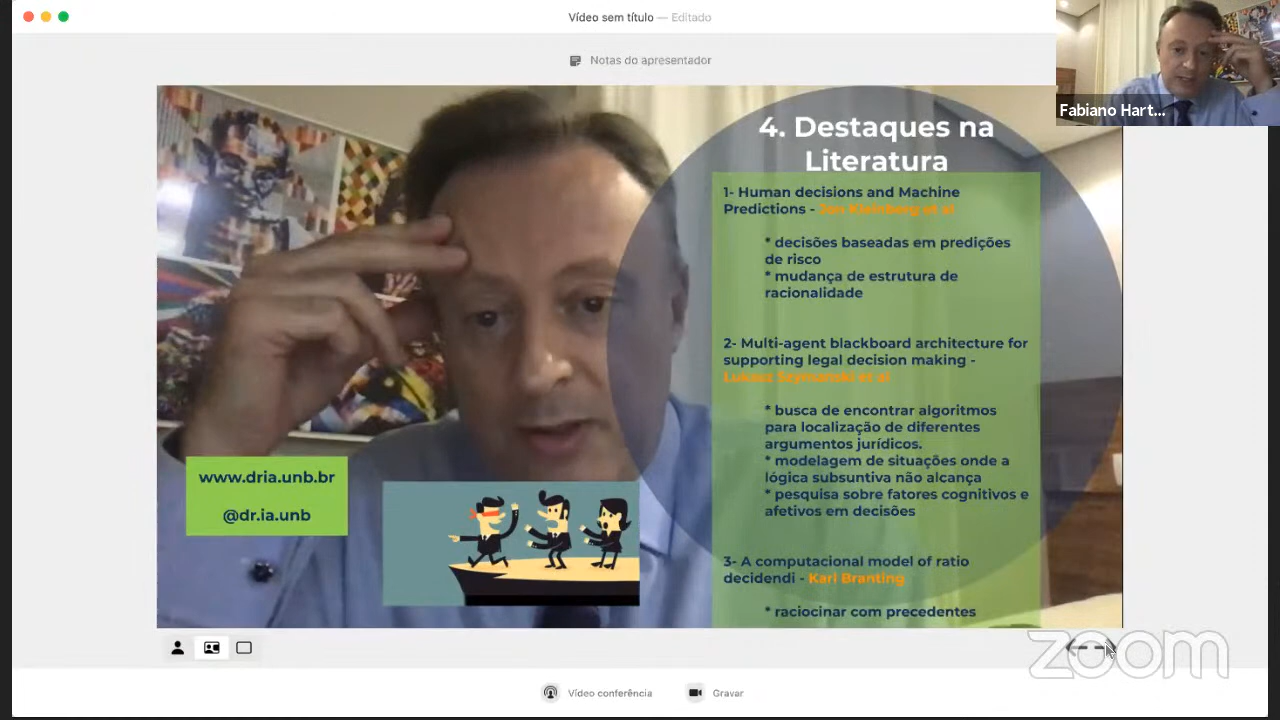 Vídeo sem título — Editado
Notas do apresentador
Fabiano Hart...
4. Destaques na
Literatura
1- Human decisions and Machine
Predictions - Jon Kleinberg et al
* decisões baseadas em predições
de risco
* mudança de estrutura de
racionalidade
2- Multi-agent blackboard architecture for
supporting legal decision making -
Lukasz Szymanski et al
* busca de encontrar algoritmos
para localização de diferentes
argumentos jurídicos.
* modelagem de situações onde a
lógica subsuntiva não alcança
* pesquisa sobre fatores cognitivos e
afetivos em decisões
3- A computacional model of ratio
decidendi - Karl Branting
* raciocinar com precedentes
www.dria.unb.br
@dr.ia.unb
zoom
Vídeo conferência
Gravar